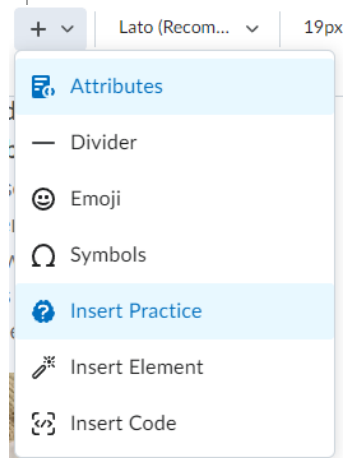 Lato (Recom... 19px
Attributes
Divider
Emoji
Symbols
Insert Practice
Insert Element
Insert Code